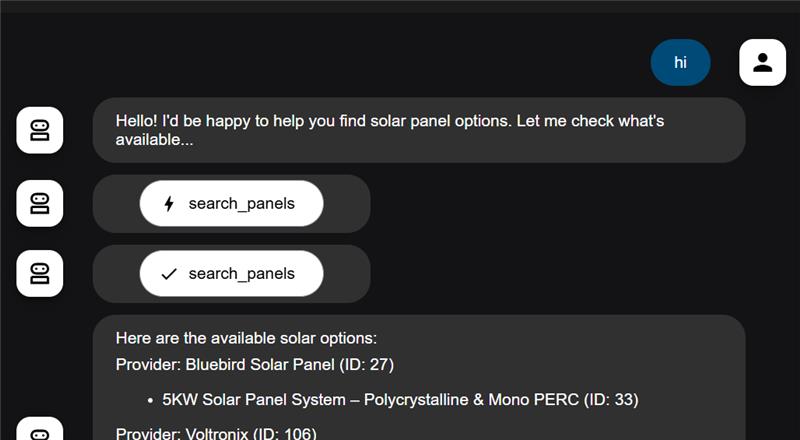 hi
Hello! I'd be happy to help you find solar panel options. Let me check what's
available...
search_panels
search_panels
Here are the available solar options:
Provider: Bluebird Solar Panel (ID: 27)
• 5KW Solar Panel System – Polycrystalline & Mono PERC (ID: 33)
Provider: Voltronix (ID: 106)